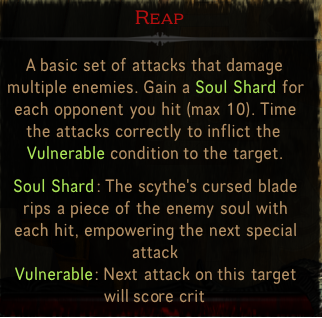 Reap
A basic set of attacks that damage
multiple enemies. Gain a Soul Shard for
each opponent you hit (max 10). Time
the attacks correctly to inflict the
Vulnerable condition to the target.
Soul Shard: The scythe's cursed blade
rips a piece of the enemy soul with
each hit, empowering the next special
attack
Vulnerable: Next attack on this target
will score crit